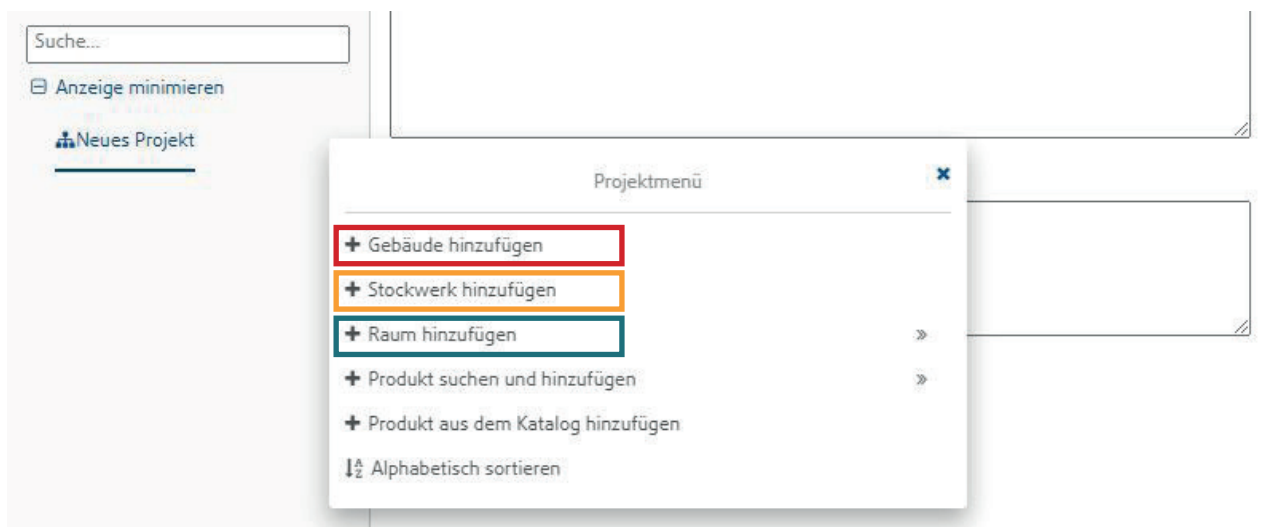 Suche...
Anzeige minimieren
Neues Projekt
Projektmenü
Gebäude hinzufügen
Stockwerk hinzufügen
Raum hinzufügen
Produkt suchen und hinzufügen
Produkt aus dem Katalog hinzufügen
Alphabetisch sortieren